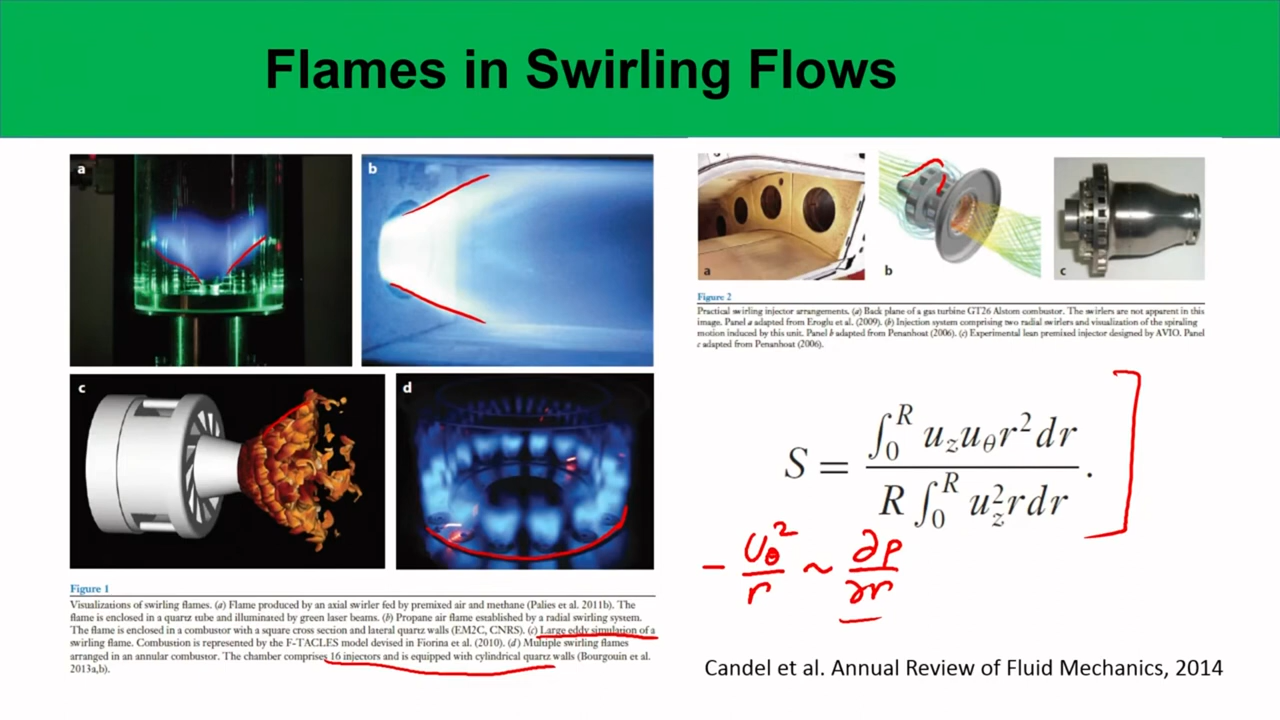 Flames in Swirling Flows
a
b
c
d
Figure 1
Visualizations of swirling flames. (a) Flame produced by an axial swirler fed by premixed air and methane (Palies et al. 2011b). The
flame is enclosed in a quartz tube and illuminated by green laser beams. (b) Propane air flame established by a radial swirling system.
The flame is enclosed in a combustor with a square cross section and lateral quartz walls (EM2C, CNRS). (c) Large eddy simulation of a
swirling flame. Combustion is represented by the F-TACLES model devised in Fiorina et al. (2010). (d) Multiple swirling flames
arranged in an annular combustor. The chamber comprises 16 injectors and is equipped with cylindrical quartz walls (Bourgouin et al.
2013a,b).
a
b
c
Figure 2
Practical swirling injector arrangements. (a) Back plane of a gas turbine GT26 Alstom combustor. The swirlers are not apparent in this
image. Panel a adapted from Eroglu et al. (2009). (b) Injection system comprising two radial swirlers and visualization of the spiraling
motion induced by this unit. Panel b adapted from Penanhoat (2006). (c) Experimental lean premixed injector designed by AVIO. Panel
c adapted from Penanhoat (2006).
S = ∫₀ᴿ u_z u_θ r² dr / R ∫₀ᴿ u_z² r dr .
- U_θ² / r ~ ∂p / ∂r
Candel et al. Annual Review of Fluid Mechanics, 2014